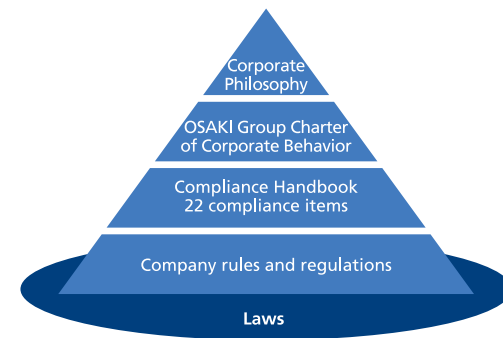 Corporate
Philosophy
OSAKI Group Charter
of Corporate Behavior
Compliance Handbook
22 compliance items
Company rules and regulations
Laws